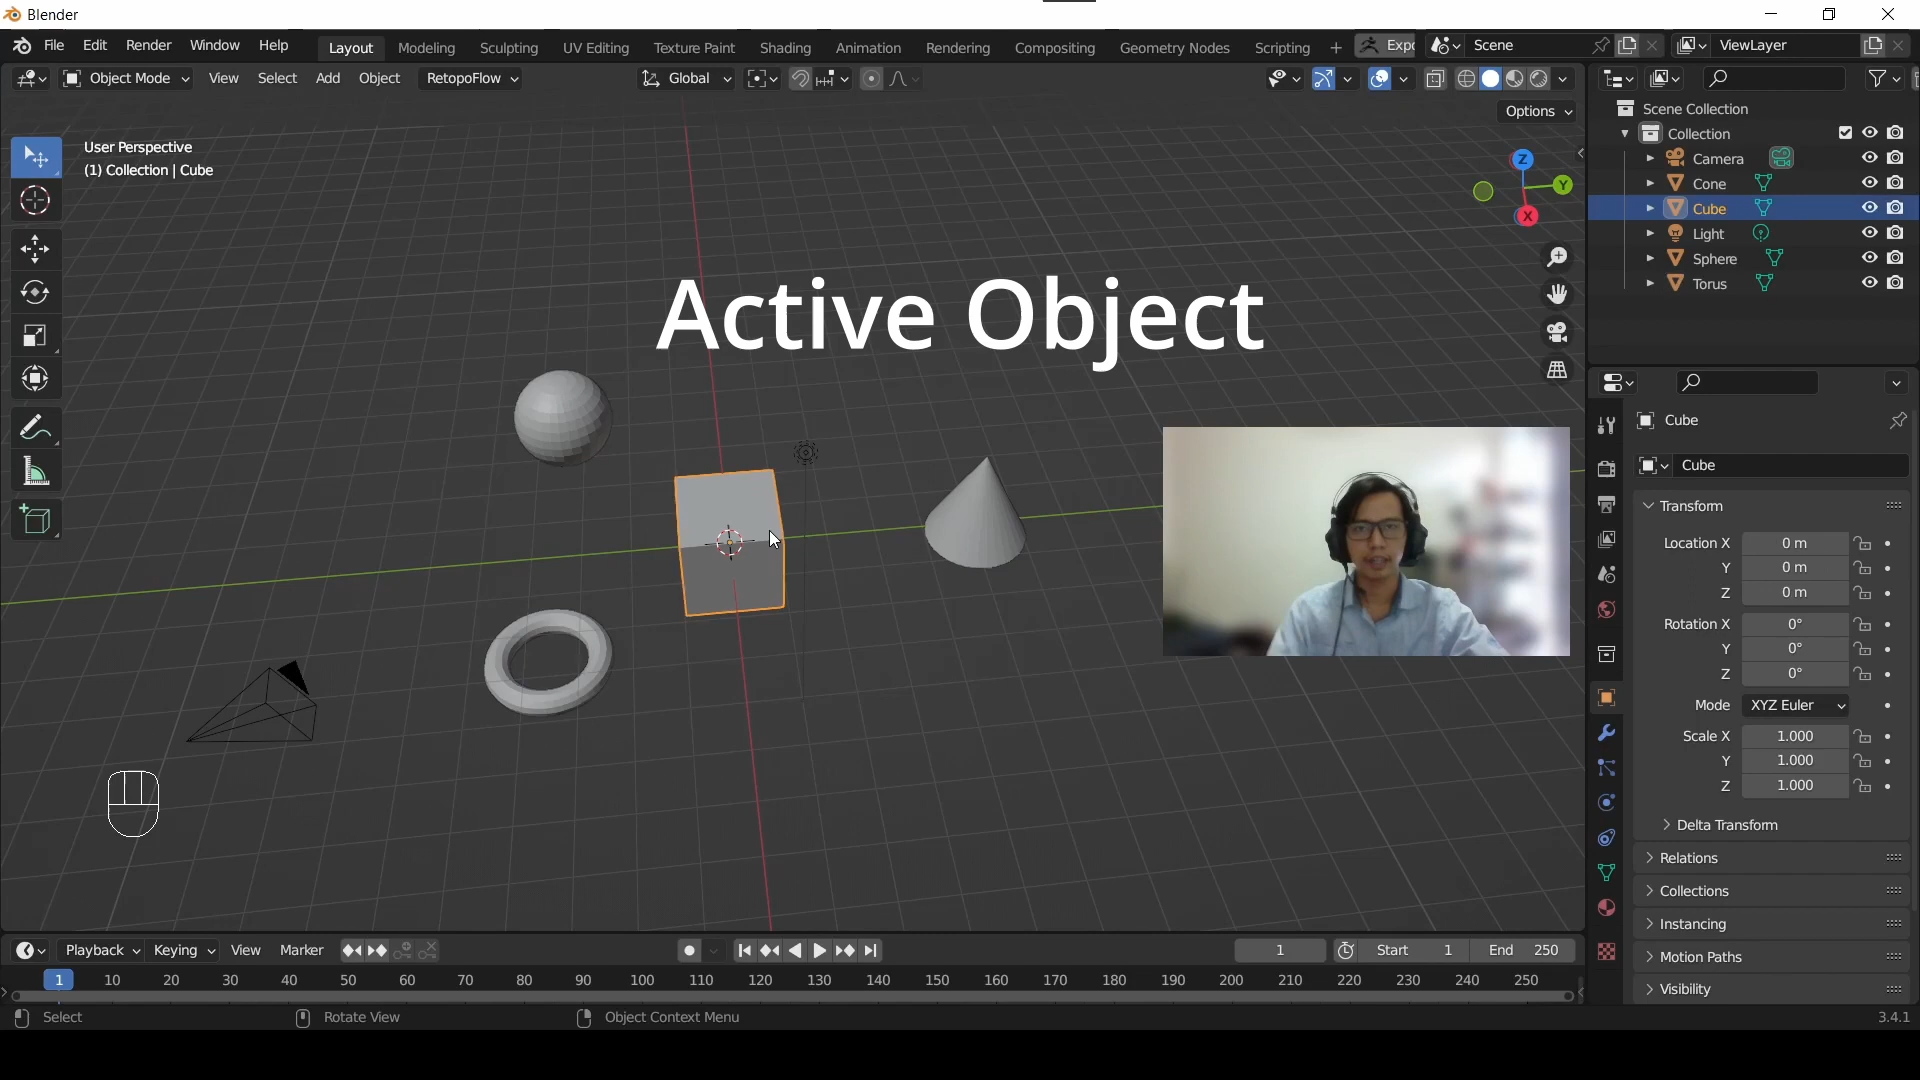 Blender
File Edit Render Window Help Layout Modeling Sculpting UV Editing Texture Paint Shading Animation Rendering Compositing Geometry Nodes Scripting + Expo Scene ViewLayer
Object Mode View Select Add Object RetopoFlow Global
Options
User Perspective
(1) Collection | Cube
Z
Y
X
Active Object
Scene Collection
Collection
Camera
Cone
Cube
Light
Sphere
Torus
Cube
Cube
Transform
Location X 0 m
Y 0 m
Z 0 m
Rotation X 0°
Y 0°
Z 0°
Mode XYZ Euler
Scale X 1.000
Y 1.000
Z 1.000
Delta Transform
Relations
Collections
Instancing
Motion Paths
Visibility
Playback Keying View Marker 1 Start 1 End 250
1 10 20 30 40 50 60 70 80 90 100 110 120 130 140 150 160 170 180 190 200 210 220 230 240 250
Select Rotate View Object Context Menu 3.4.1